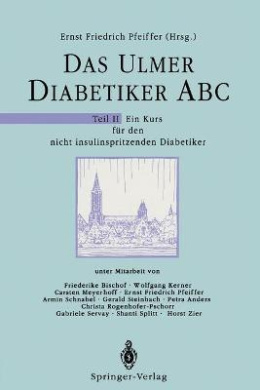 Ernst Friedrich Pfeiffer (Hrsg.)
DAS ULMER
DIABETIKER ABC
Teil II Ein Kurs
für den
nicht insulinspritzenden Diabetiker
unter Mitarbeit von
Friederike Bischof · Wolfgang Kerner
Carsten Meyerhoff · Ernst Friedrich Pfeiffer
Armin Schnabel · Gerald Steinbach · Petra Anders
Christa Rogenhofer-Pschorr
Gabriele Servay · Shanti Splitt · Horst Zier
Springer-Verlag